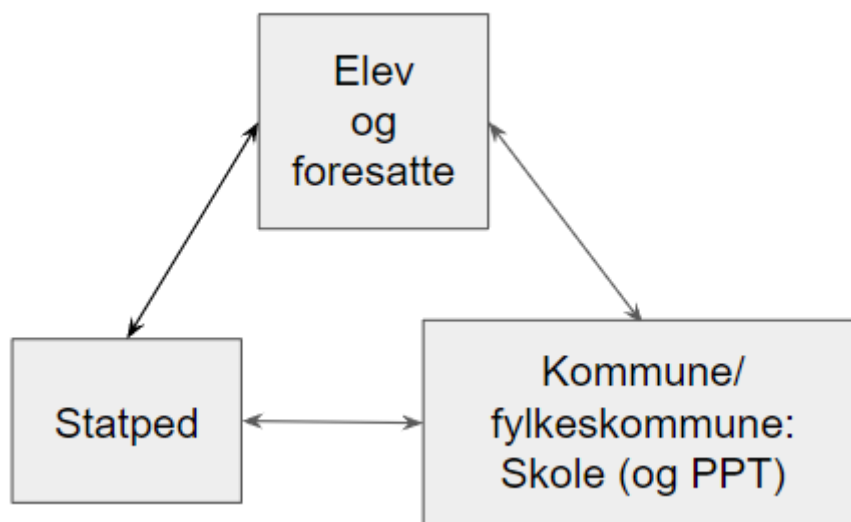 Elev
og
foresatte
Statped
Kommune/
fylkeskommune:
Skole (og PPT)